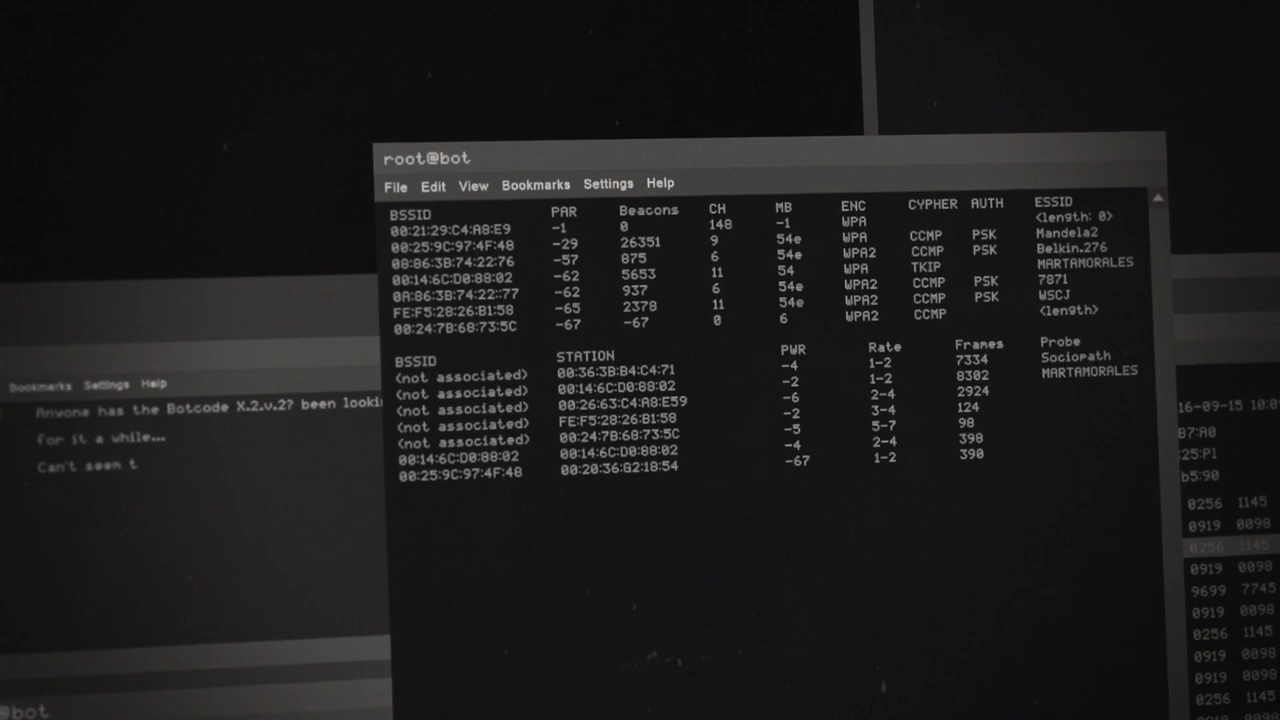 root@bot
File Edit View Bookmarks Settings Help
BSSID PAR Beacons CH MB ENC CYPHER AUTH ESSID
00:21:29:C4:A8:E9 -1 0 148 -1 WPA <length: 0>
00:25:9C:97:4F:48 -29 26351 9 54e WPA CCMP PSK Mandela2
08:86:3B:74:22:76 -57 875 6 54e WPA2 CCMP PSK Belkin.276
00:14:6C:D0:88:02 -62 5653 11 54 WPA TKIP MARTAMORALES
0A:86:3B:74:22::77 -62 937 6 54e WPA2 CCMP PSK 7871
FE:F5:28:26:B1:58 -65 2378 11 54e WPA2 CCMP PSK WSCJ
00:24:7B:68:73:5C -67 -67 0 6 WPA2 CCMP <length>
BSSID STATION PWR Rate Frames Probe
(not associated) 00:36:3B:B4:C4:71 -4 1-2 7334 Sociopath
(not associated) 00:14:6C:D0:88:02 -2 1-2 8302 MARTAMORALES
(not associated) 00:26:63:C4:A8:E59 -6 2-4 2924
(not associated) FE:F5:28:26:B1:58 -2 3-4 124
(not associated) 00:24:7B:68:73:5C -5 5-7 98
00:14:6C:D0:88:02 00:14:6C:D0:88:02 -4 2-4 398
00:25:9C:97:4F:48 00:20:36:G2:18:54 -67 1-2 390
Bookmarks Settings Help
Anyone has the Botcode X.2.v.2? been looki
for it a while...
Can't seem t
@bot
16-09-15 10:0
B7:A0
:25:P1
b5:90
0256 1145
0919 0098
0256 1145
0919 0098
9699 7745
0919 0098
0256 1145
0919 0098
0919 0098
0256 1145